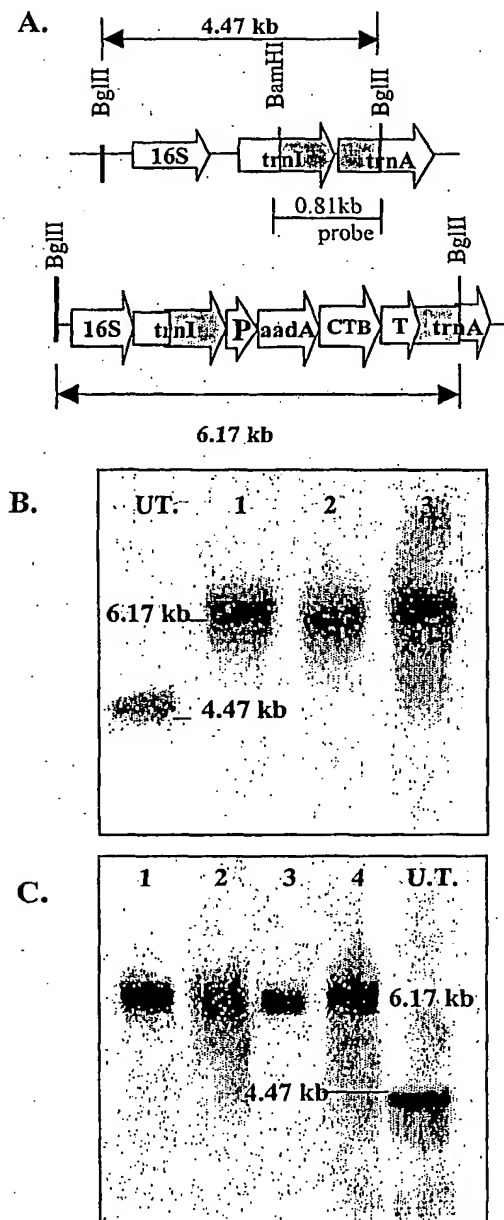 A.
4.47 kb
BglII BamHI BglII
16S trnI trnA
0.81kb
probe
BglII BglII
16S trnI P aadA CTB T trnA
6.17 kb
B.
UT. 1 2 3
6.17 kb
4.47 kb
C.
1 2 3 4 U.T.
6.17 kb
4.47 kb